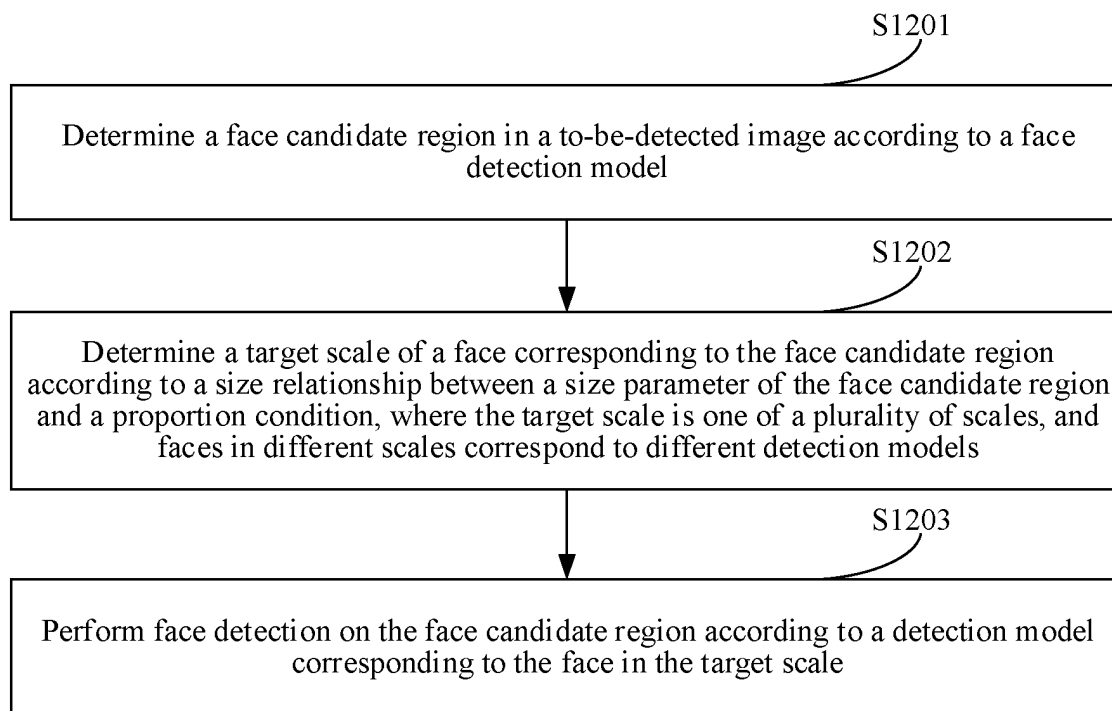 S1201
Determine a face candidate region in a to-be-detected image according to a face
detection model
S1202
Determine a target scale of a face corresponding to the face candidate region
according to a size relationship between a size parameter of the face candidate region
and a proportion condition, where the target scale is one of a plurality of scales, and
faces in different scales correspond to different detection models
S1203
Perform face detection on the face candidate region according to a detection model
corresponding to the face in the target scale